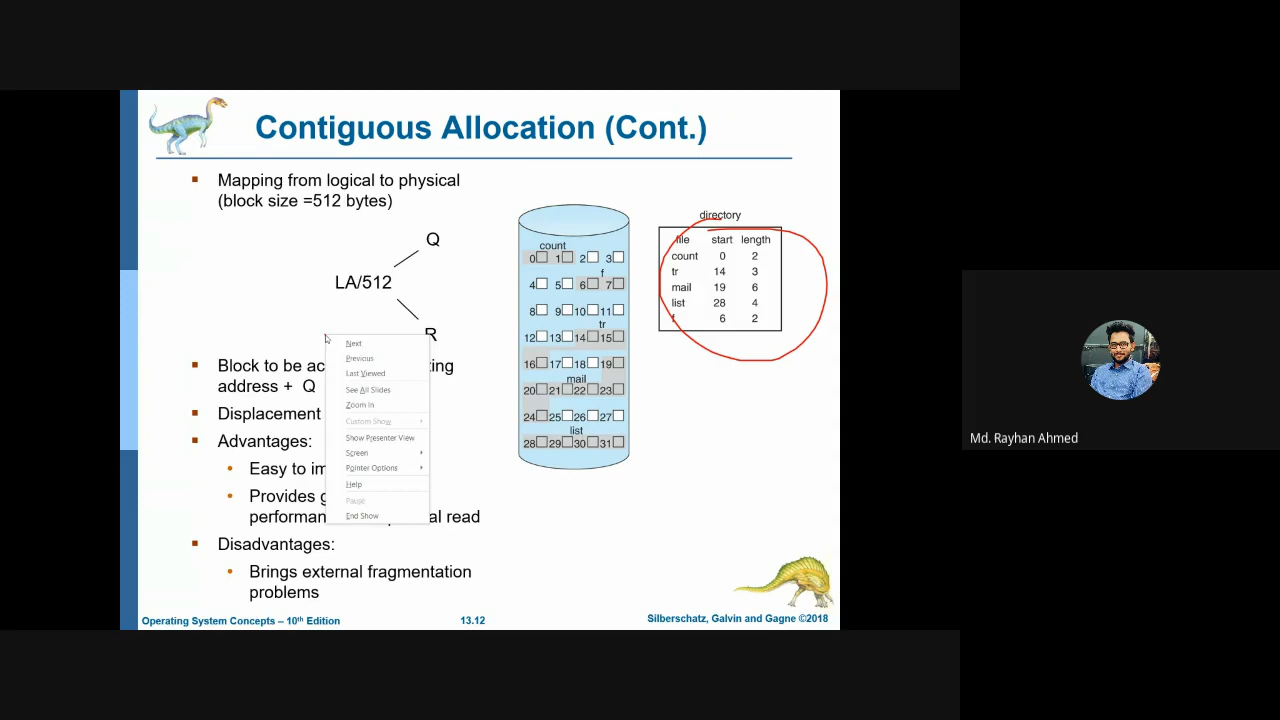 Contiguous Allocation (Cont.)
Mapping from logical to physical
(block size =512 bytes)
Q
LA/512
R
Block to be ac ting
address + Q
Displacement
Advantages:
Easy to im
Provides g
performan al read
Disadvantages:
Brings external fragmentation
problems
Next
Previous
Last Viewed
See All Slides
Zoom In
Custom Show
Show Presenter View
Screen
Pointer Options
Help
Pause
End Show
count
0 1 2 3
f
4 5 6 7
8 9 10 11
tr
12 13 14 15
16 17 18 19
mail
20 21 22 23
24 25 26 27
list
28 29 30 31
directory
file start length
count 0 2
tr 14 3
mail 19 6
list 28 4
f 6 2
Operating System Concepts – 10th Edition
13.12
Silberschatz, Galvin and Gagne ©2018
Md. Rayhan Ahmed